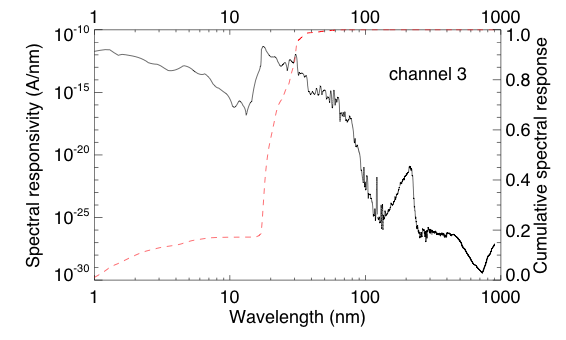 1 10 100 1000
10-10 1.0
channel 3
0.8
10-15
0.6
10-20
0.4
10-25
0.2
10-30 0.0
1 10 100 1000
Wavelength (nm)
Spectral responsivity (A/nm)
Cumulative spectral response